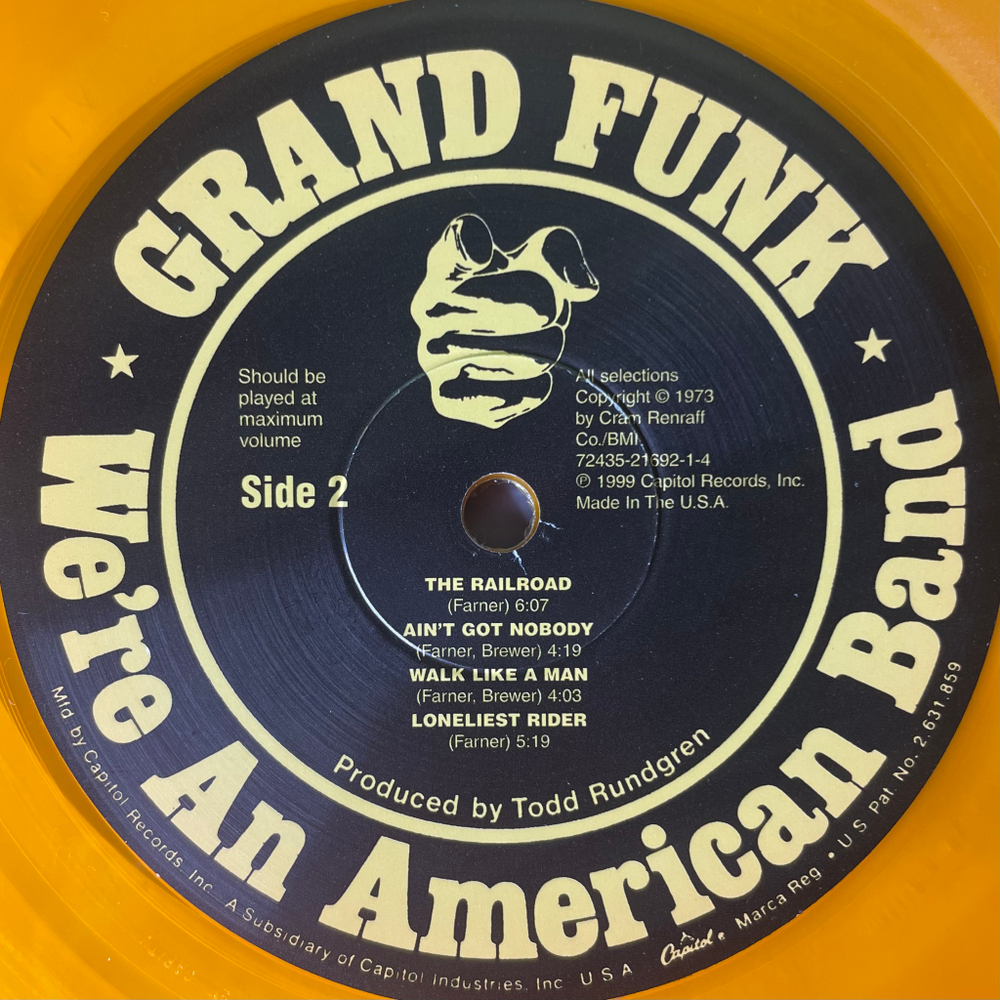 GRAND FUNK
Should be
played at
maximum
volume
Side 2
All selections
Copyright © 1973
by Cram Renraff
Co./BMI
72435-21692-1-4
℗ 1999 Capitol Records, Inc.
Made In The U.S.A.
THE RAILROAD
(Farner) 6:07
AIN'T GOT NOBODY
(Farner, Brewer) 4:19
WALK LIKE A MAN
(Farner, Brewer) 4:03
LONELIEST RIDER
(Farner) 5:19
Produced by Todd Rundgren
We're An American Band
Mfd by Capitol Records, Inc. A Subsidiary of Capitol Industries, Inc U S A Capitol ® Marca Reg • U S Pat No. 2.631.859